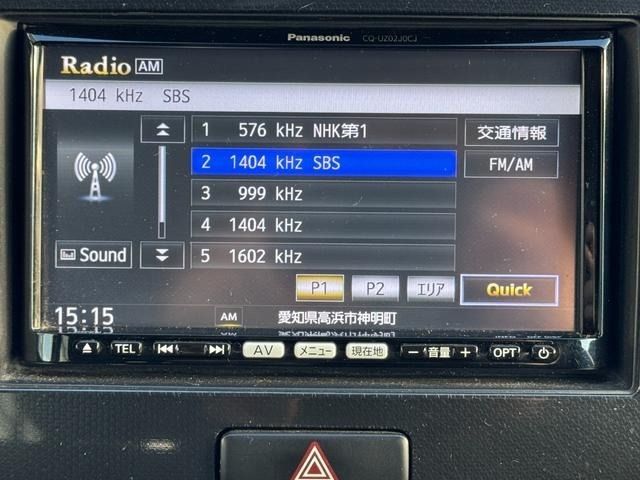 Panasonic CQ-UZ02J0CJ
Radio AM
1404 kHz SBS
1 576 kHz NHK第1
交通情報
2 1404 kHz SBS
FM/AM
3 999 kHz
4 1404 kHz
Sound
5 1602 kHz
P1 P2 エリア Quick
15:15 AM 愛知県高浜市神明町
TEL AV メニュー 現在地 − 音量 + OPT